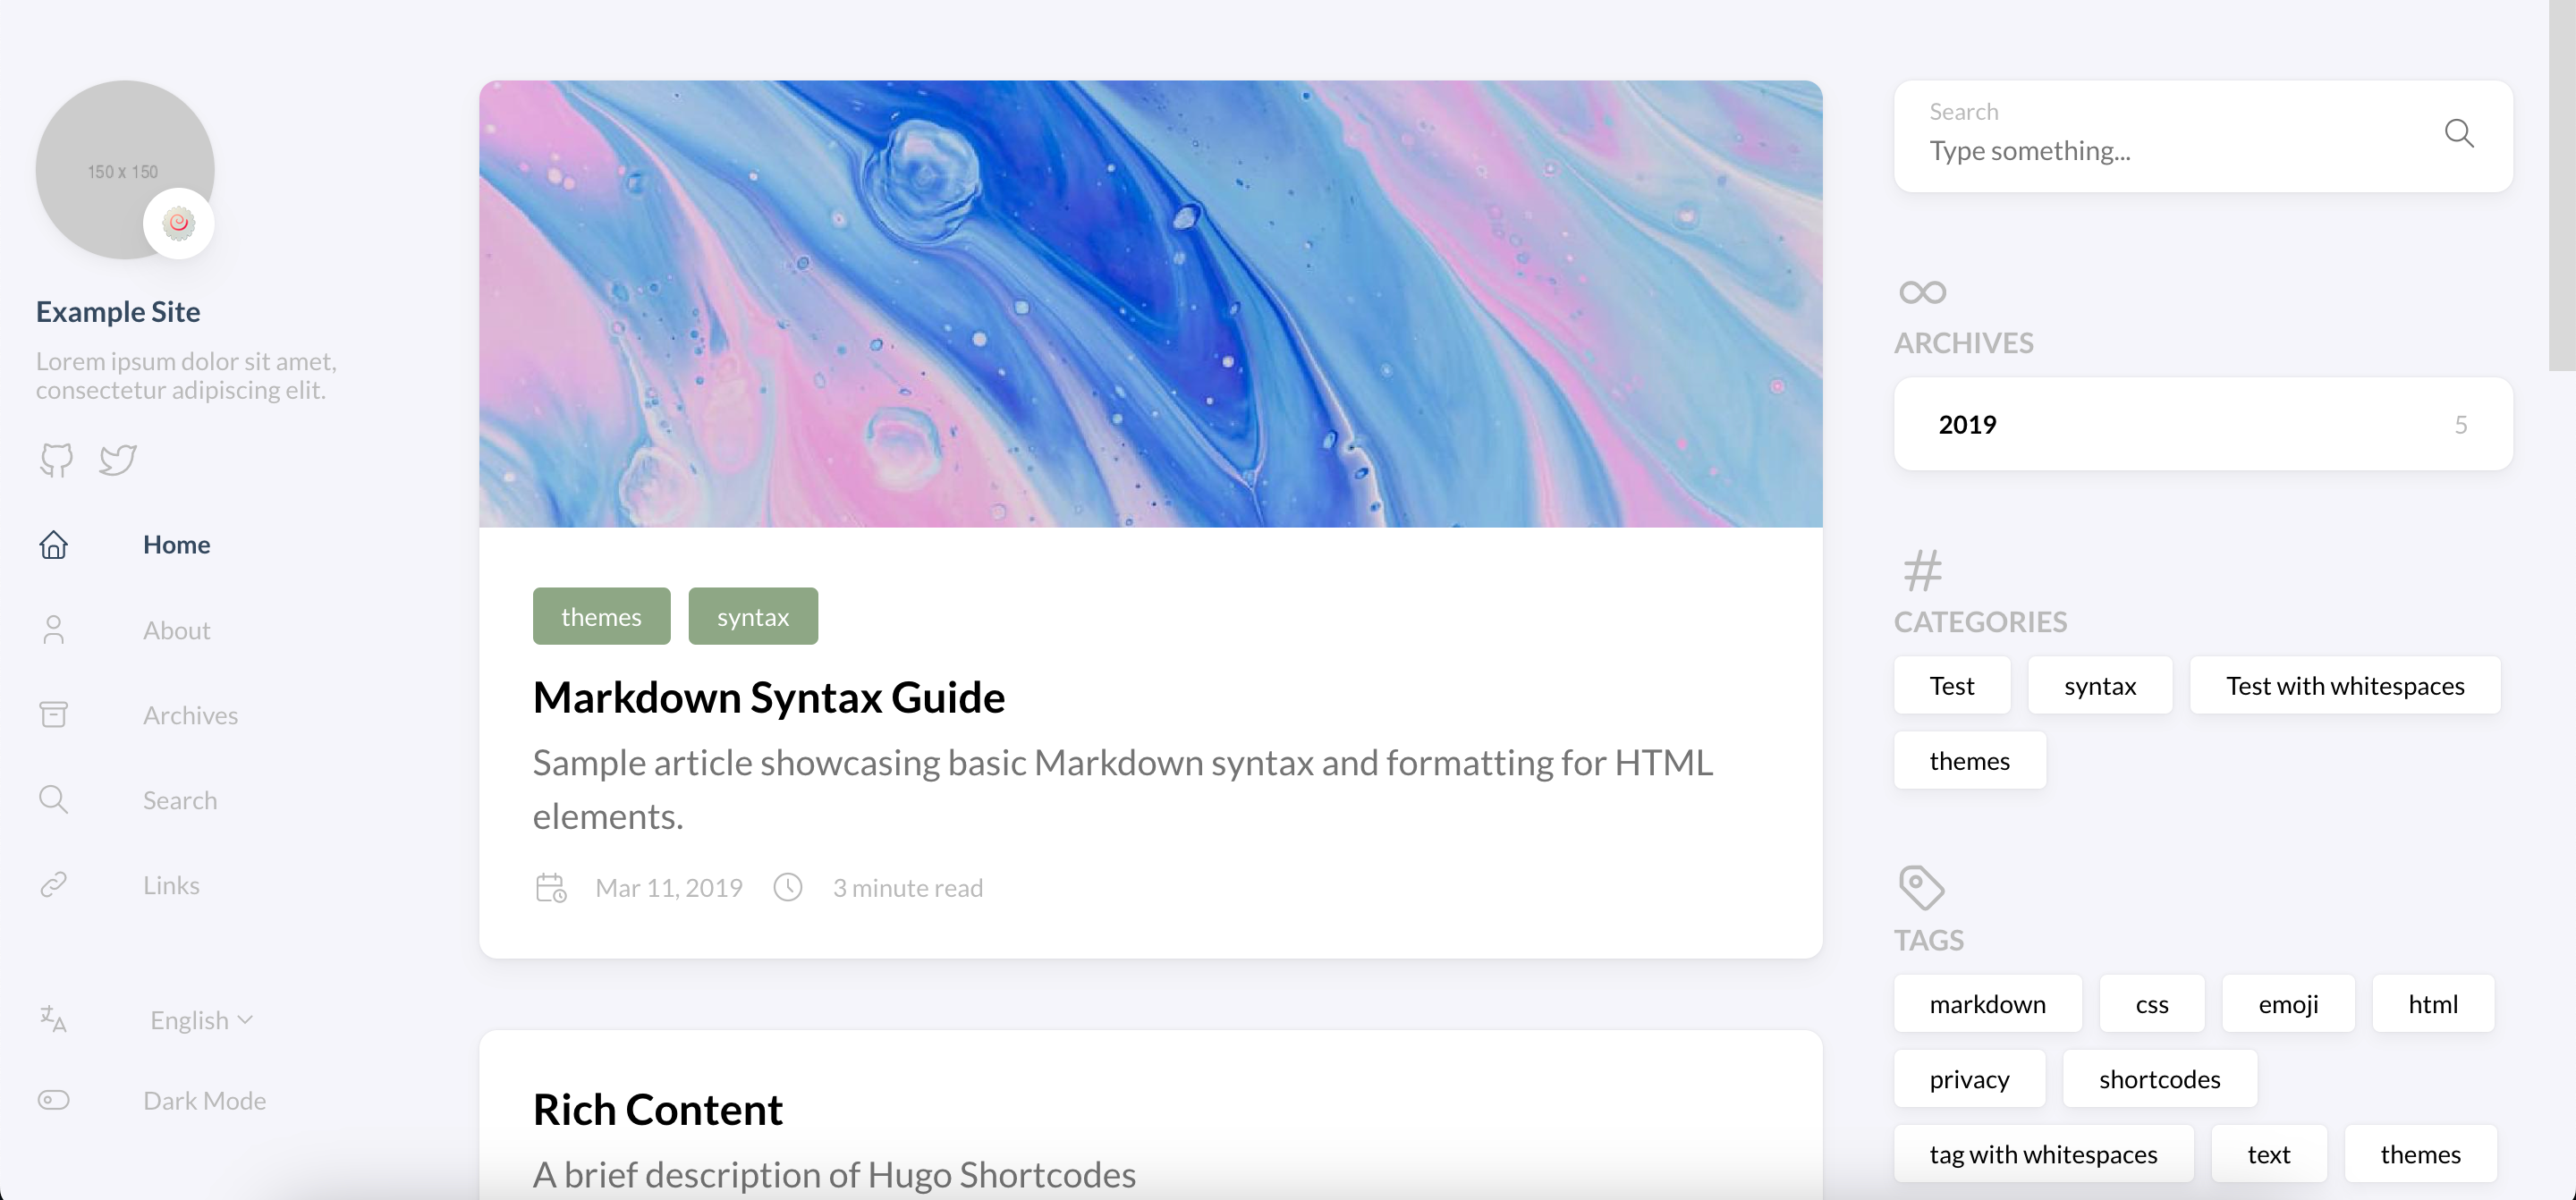 150 x 150
Example Site
Lorem ipsum dolor sit amet,
consectetur adipiscing elit.
Home
About
Archives
Search
Links
English
Dark Mode
themes syntax
Markdown Syntax Guide
Sample article showcasing basic Markdown syntax and formatting for HTML
elements.
Mar 11, 2019 3 minute read
Rich Content
A brief description of Hugo Shortcodes
Search
Type something...
ARCHIVES
2019 5
CATEGORIES
Test syntax Test with whitespaces
themes
TAGS
markdown css emoji html
privacy shortcodes
tag with whitespaces text themes